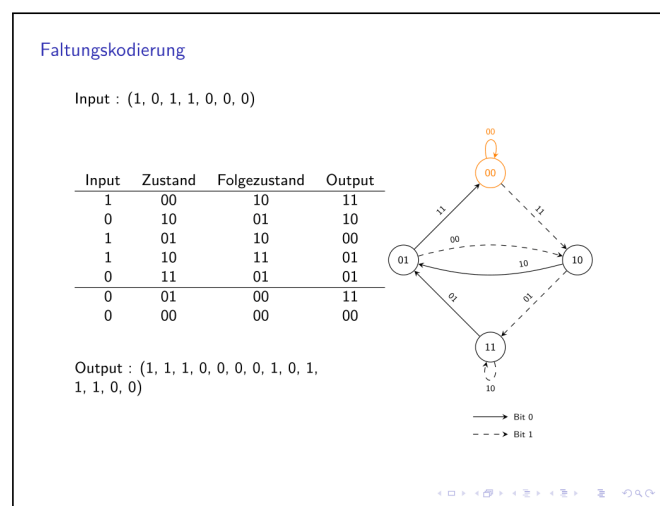 Faltungskodierung
Input : (1, 0, 1, 1, 0, 0, 0)
Input Zustand Folgezustand Output
1 00 10 11
0 10 01 10
1 01 10 00
1 10 11 01
0 11 01 01
0 01 00 11
0 00 00 00
Output : (1, 1, 1, 0, 0, 0, 0, 1, 0, 1,
1, 1, 0, 0)
00
00
11
11
00
01
10
10
01
01
11
10
Bit 0
Bit 1